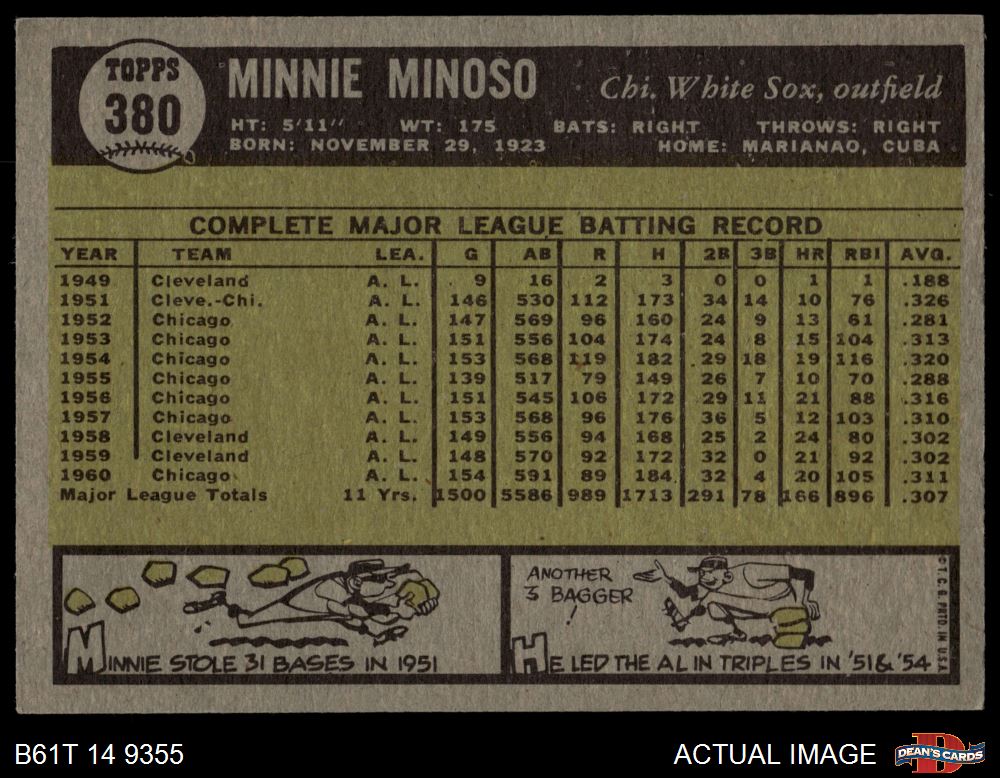 TOPPS
380
MINNIE MINOSO
Chi. White Sox, outfield
HT: 5'11" WT: 175 BATS: RIGHT THROWS: RIGHT
BORN: NOVEMBER 29, 1923 HOME: MARIANAO, CUBA
COMPLETE MAJOR LEAGUE BATTING RECORD
YEAR TEAM LEA. G AB R H 2B 3B HR RBI AVG.
1949 Cleveland A. L. 9 16 2 3 0 0 1 1 .188
1951 Cleve.-Chi. A. L. 146 530 112 173 34 14 10 76 .326
1952 Chicago A. L. 147 569 96 160 24 9 13 61 .281
1953 Chicago A. L. 151 556 104 174 24 8 15 104 .313
1954 Chicago A. L. 153 568 119 182 29 18 19 116 .320
1955 Chicago A. L. 139 517 79 149 26 7 10 70 .288
1956 Chicago A. L. 151 545 106 172 29 11 21 88 .316
1957 Chicago A. L. 153 568 96 176 36 5 12 103 .310
1958 Cleveland A. L. 149 556 94 168 25 2 24 80 .302
1959 Cleveland A. L. 148 570 92 172 32 0 21 92 .302
1960 Chicago A. L. 154 591 89 184 32 4 20 105 .311
Major League Totals 11 Yrs. 1500 5586 989 1713 291 78 166 896 .307
MINNIE STOLE 31 BASES IN 1951
ANOTHER
3 BAGGER
!
HE LED THE AL IN TRIPLES IN '51 & '54
© T. C. G. PRTD. IN U.S.A.
B61T 14 9355
ACTUAL IMAGE
DEAN'S CARDS